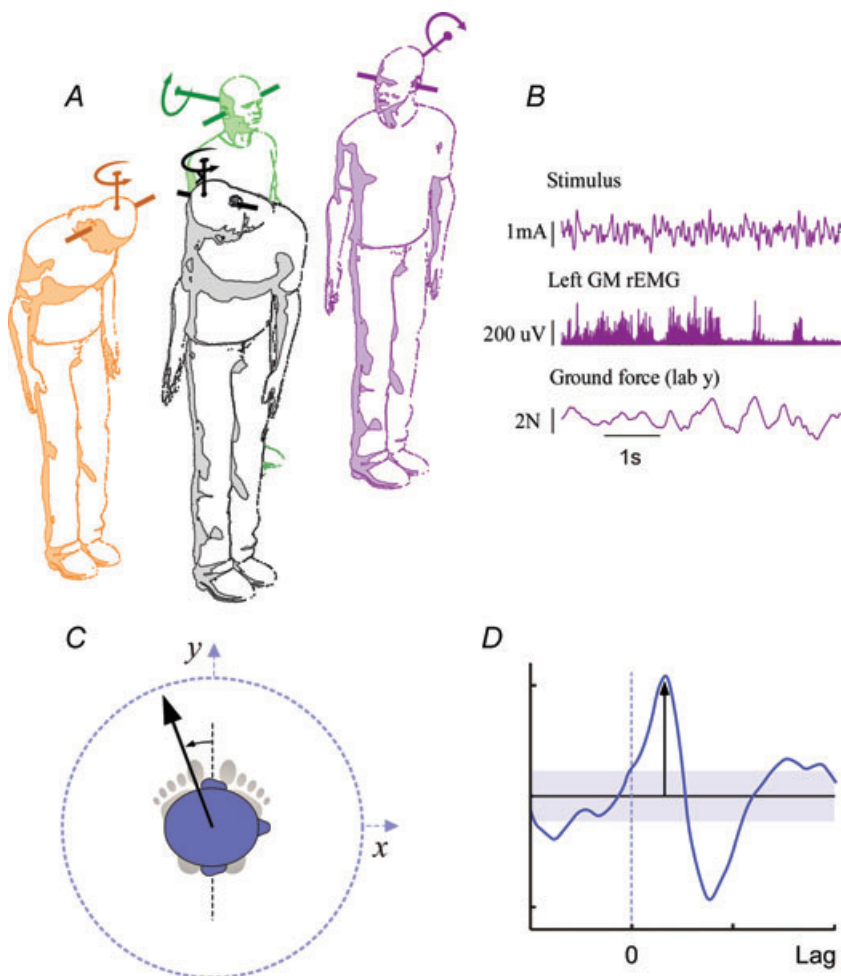 A
B
Stimulus
1mA
Left GM rEMG
200 uV
Ground force (lab y)
2N
1s
C
y
x
D
0
Lag